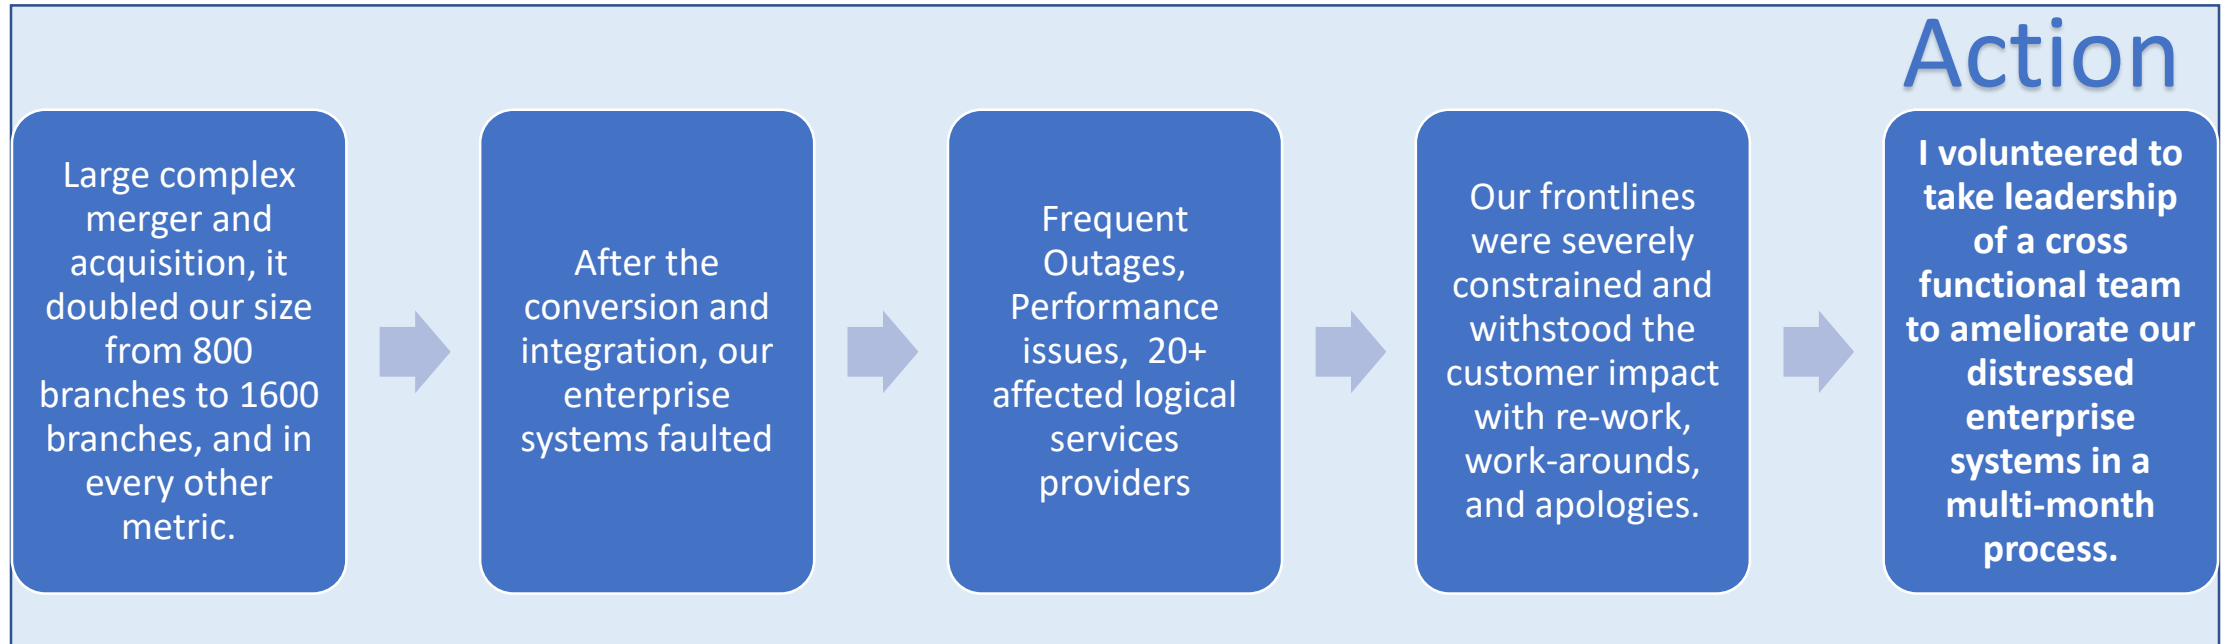 Action
Large complex
merger and
acquisition, it
doubled our size
from 800
branches to 1600
branches, and in
every other
metric.
After the
conversion and
integration, our
enterprise
systems faulted
Frequent
Outages,
Performance
issues,  20+
affected logical
services
providers
Our frontlines
were severely
constrained and
withstood the
customer impact
with re-work,
work-arounds,
and apologies.
I volunteered to
take leadership
of a cross
functional team
to ameliorate our
distressed
enterprise
systems in a
multi-month
process.